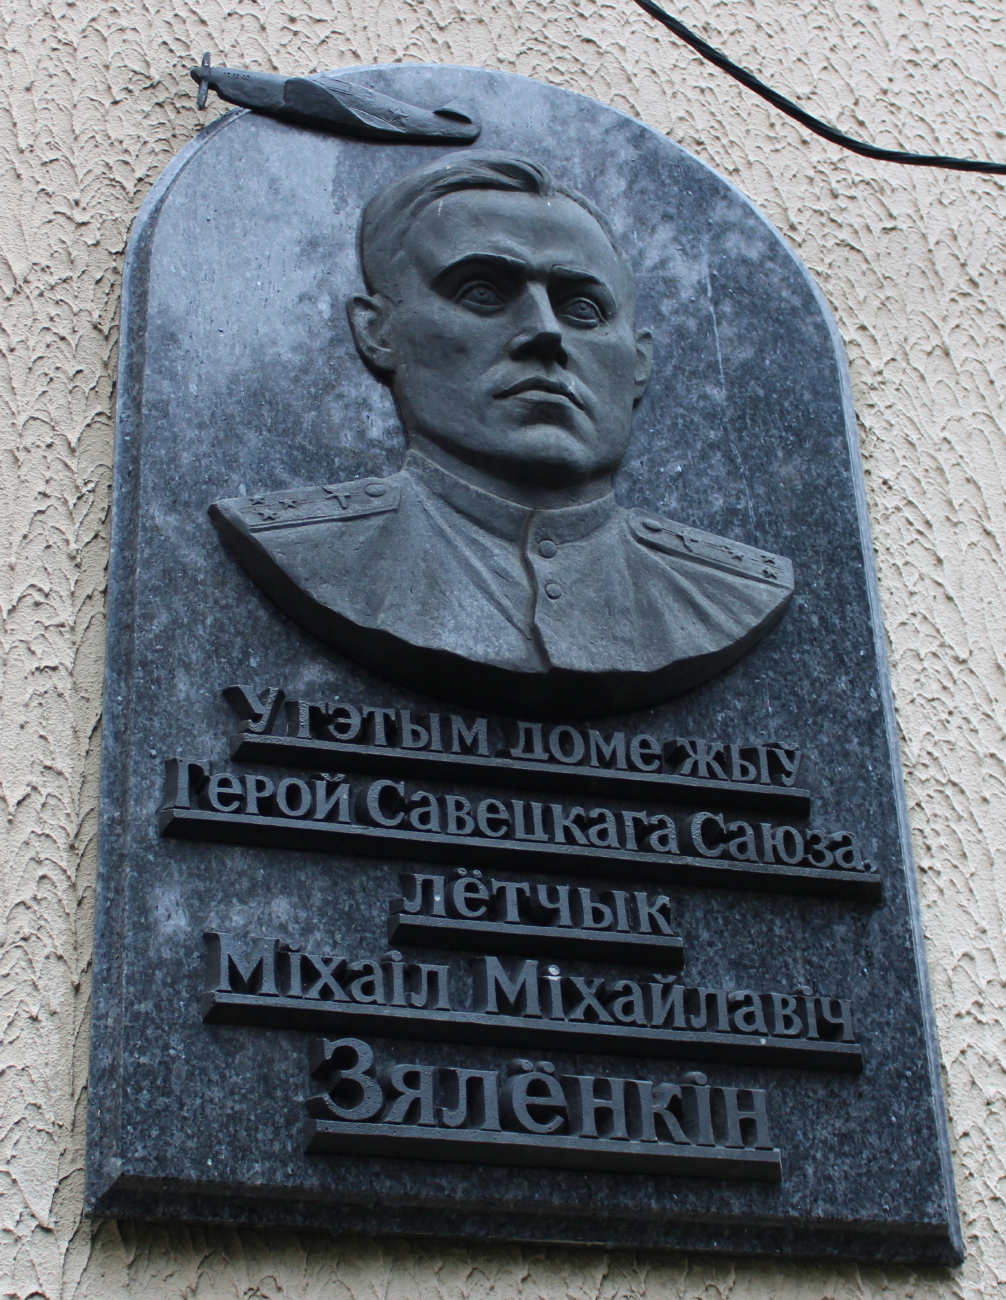 У гэтым доме жыў
Герой Савецкага Саюза,
лётчык
Міхаіл Міхайлавіч
Зялёнкін